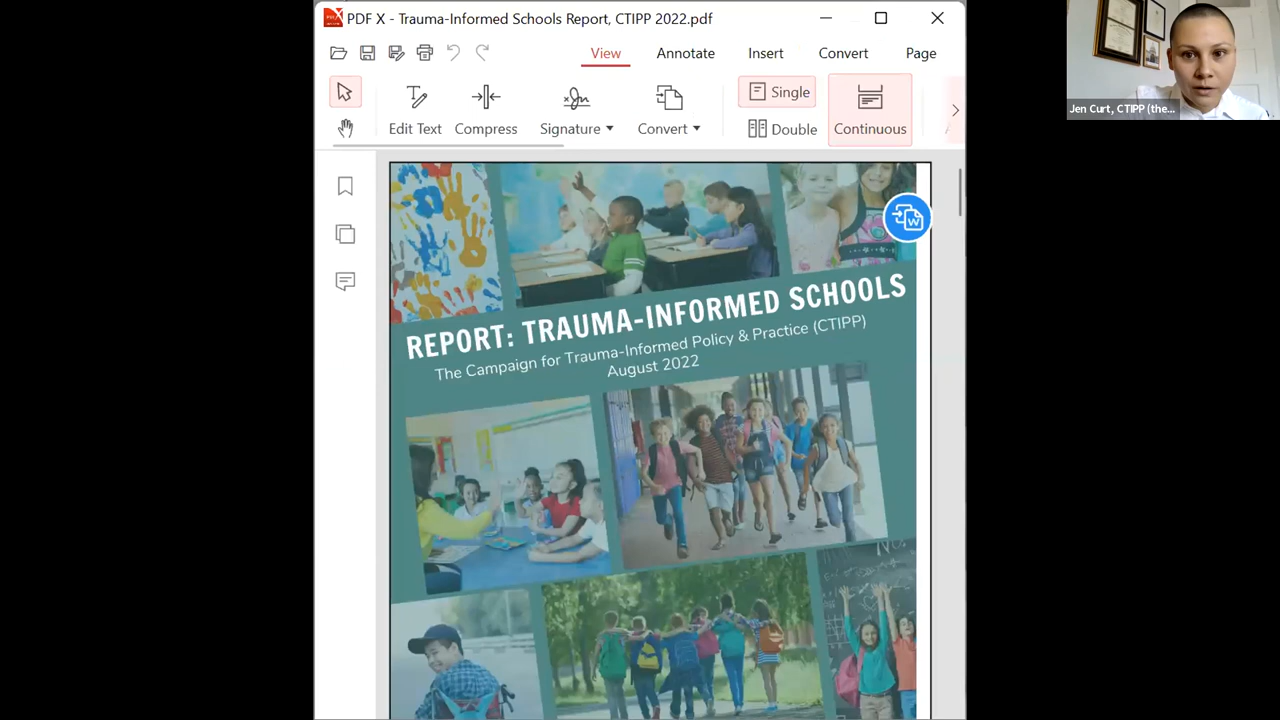 PDF X - Trauma-Informed Schools Report, CTIPP 2022.pdf
View
Annotate
Insert
Convert
Page
Edit Text
Compress
Signature
Convert
Single
Double
Continuous
REPORT: TRAUMA-INFORMED SCHOOLS
The Campaign for Trauma-Informed Policy & Practice (CTIPP)
August 2022
Jen Curt, CTIPP (the...